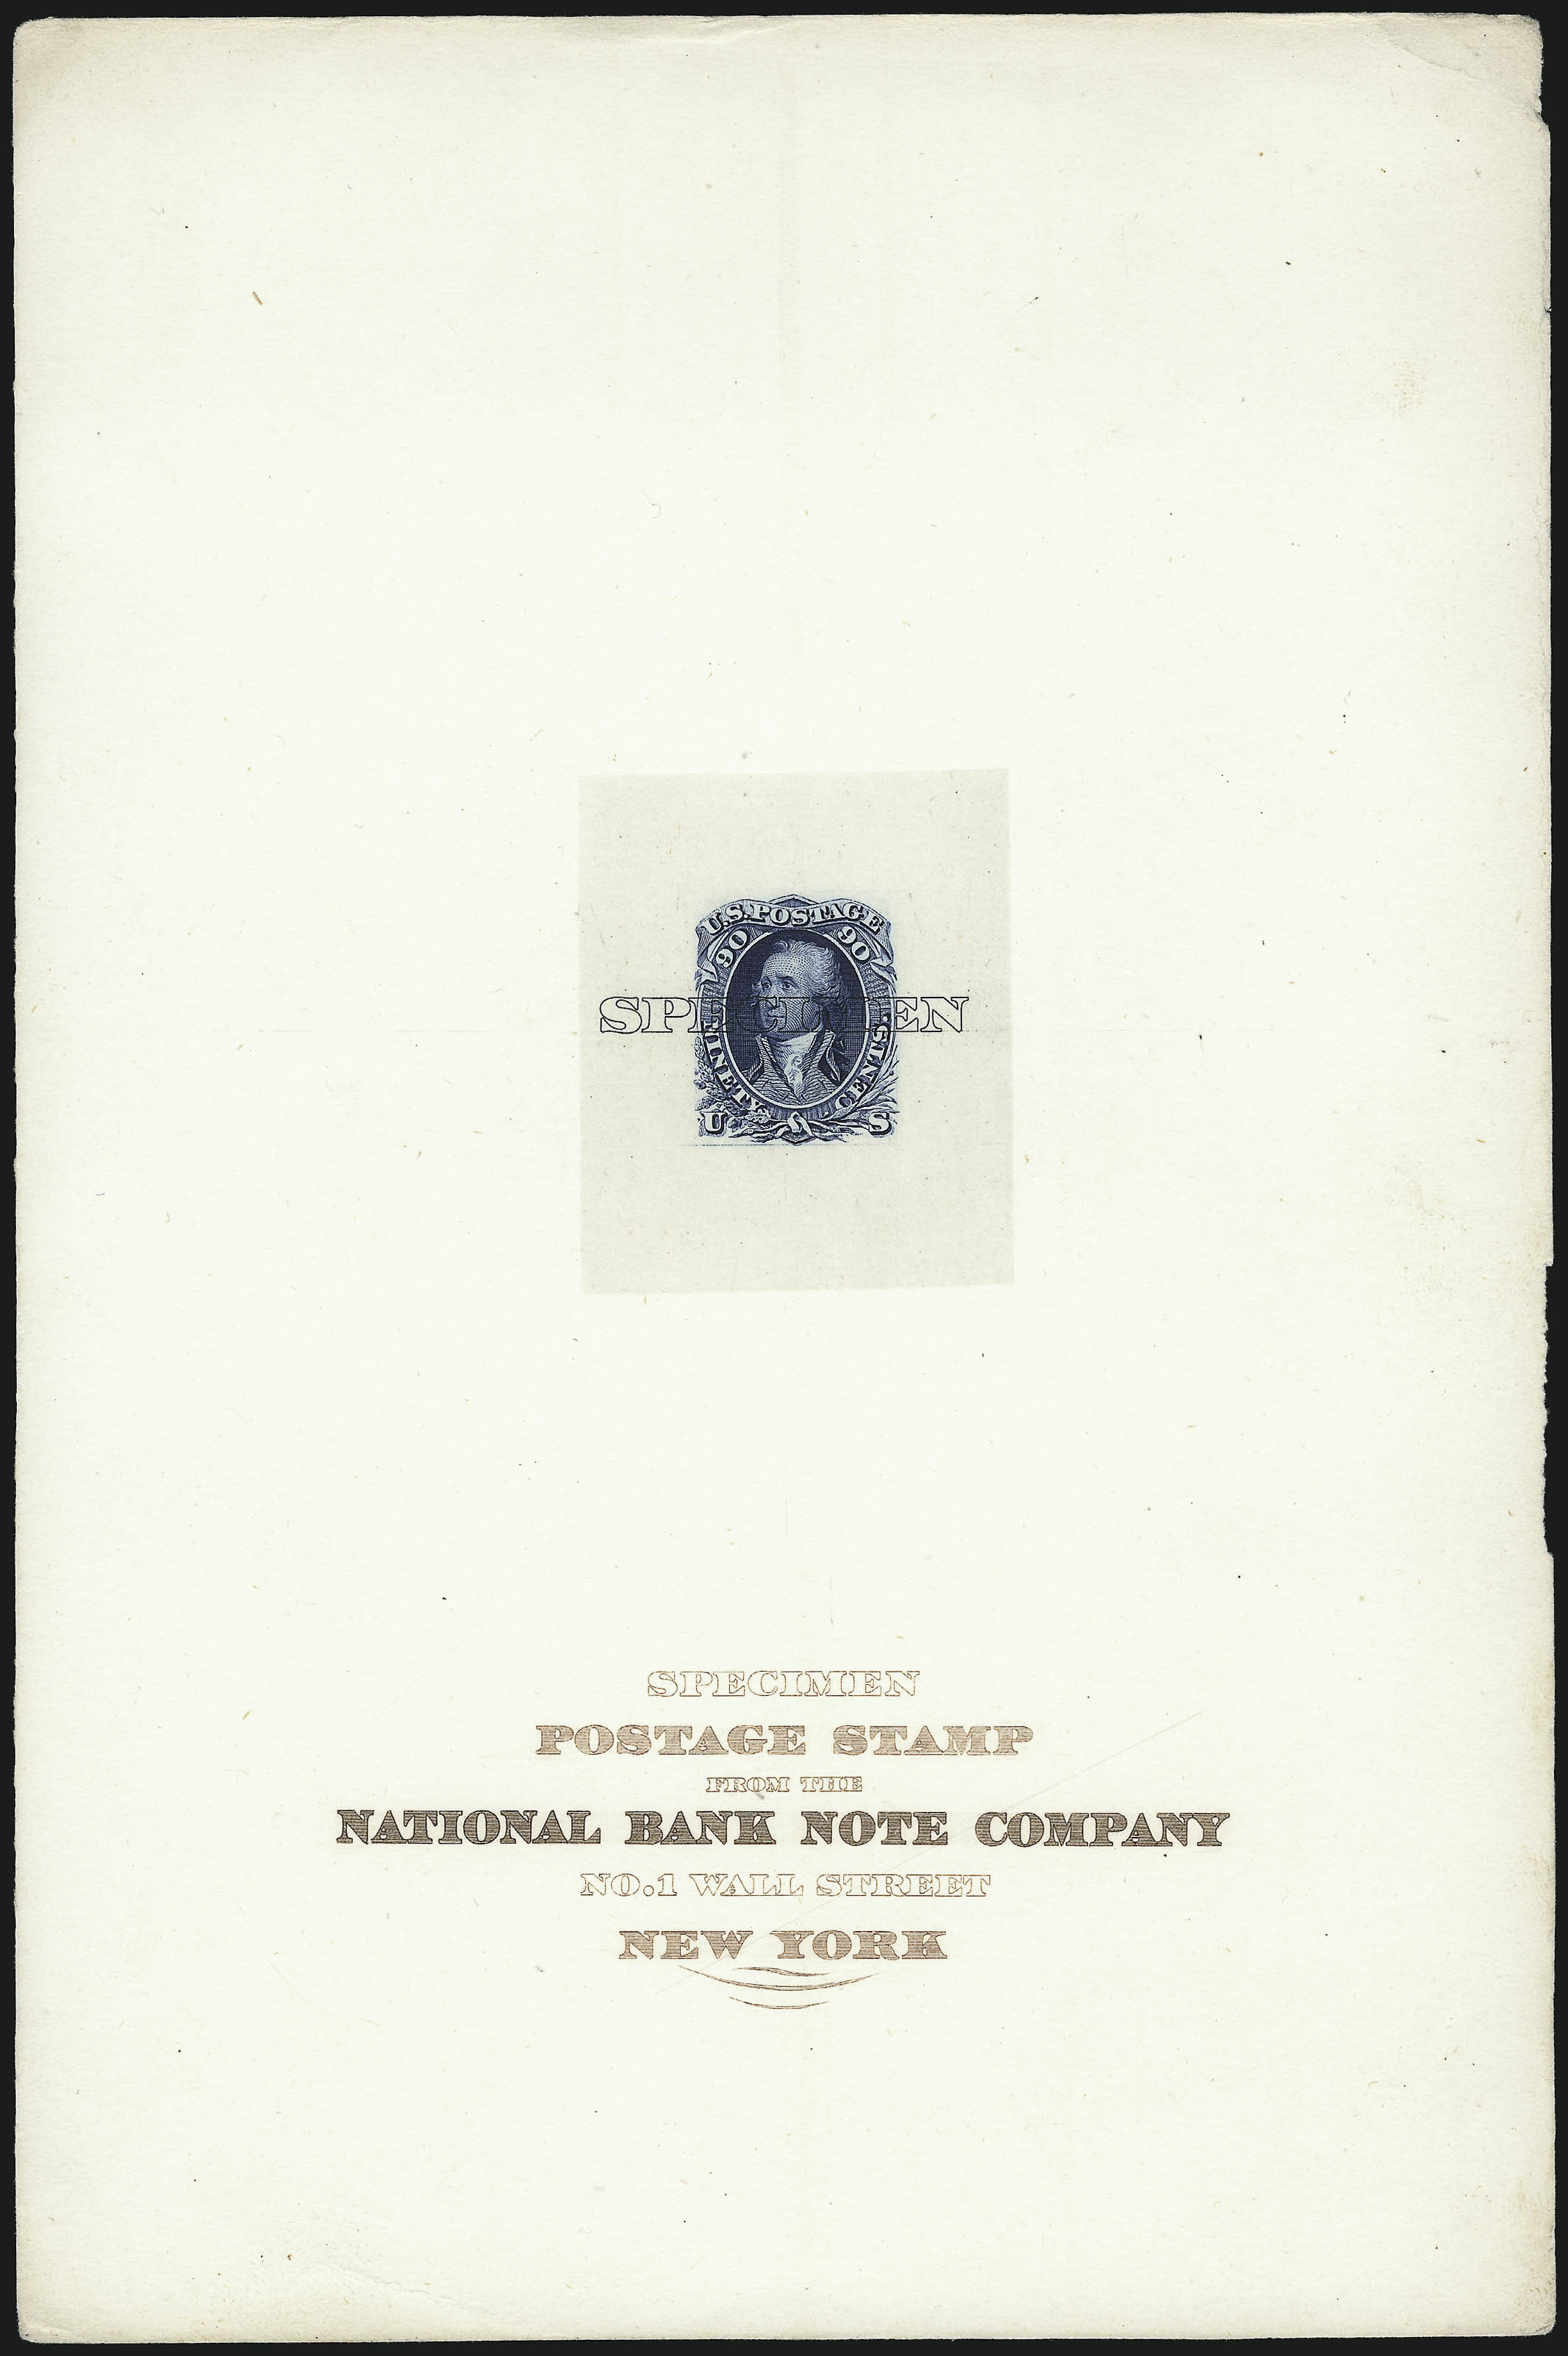 U.S. POSTAGE
90 90
SPECIMEN
NINETY CENTS.
U S
SPECIMEN
POSTAGE STAMP
FROM THE
NATIONAL BANK NOTE COMPANY
NO. 1 WALL STREET
NEW YORK